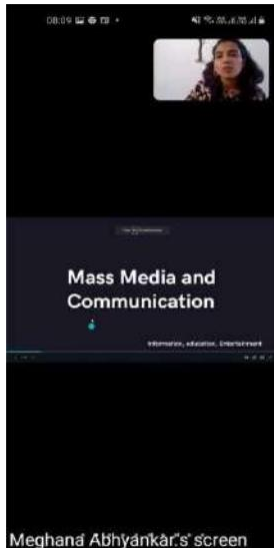 08:09
Mass Media and
Communication
Information, education, Entertainment
Meghana Abhyankar's screen